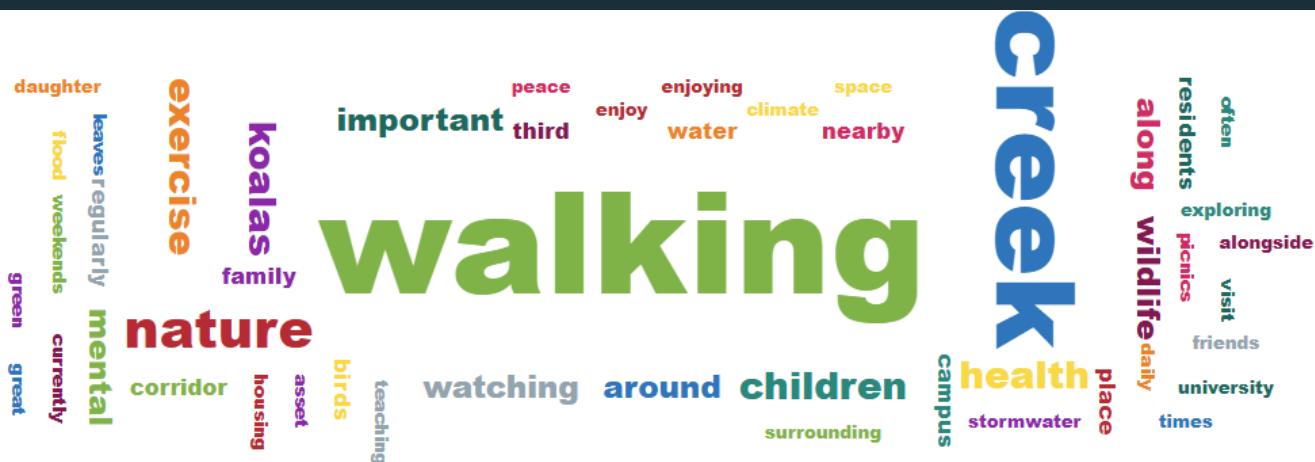 daughter
exercise
koalas
important
peace
third
enjoy
enjoying
water
climate
space
nearby
creek
along
residents
often
flood
leaves
regularly
weekends
walking
wildlife
exploring
picnics
alongside
visit
green
family
mental
nature
currently
great
corridor
housing
asset
birds
teaching
watching
around
children
surrounding
campus
health
stormwater
place
daily
friends
university
times